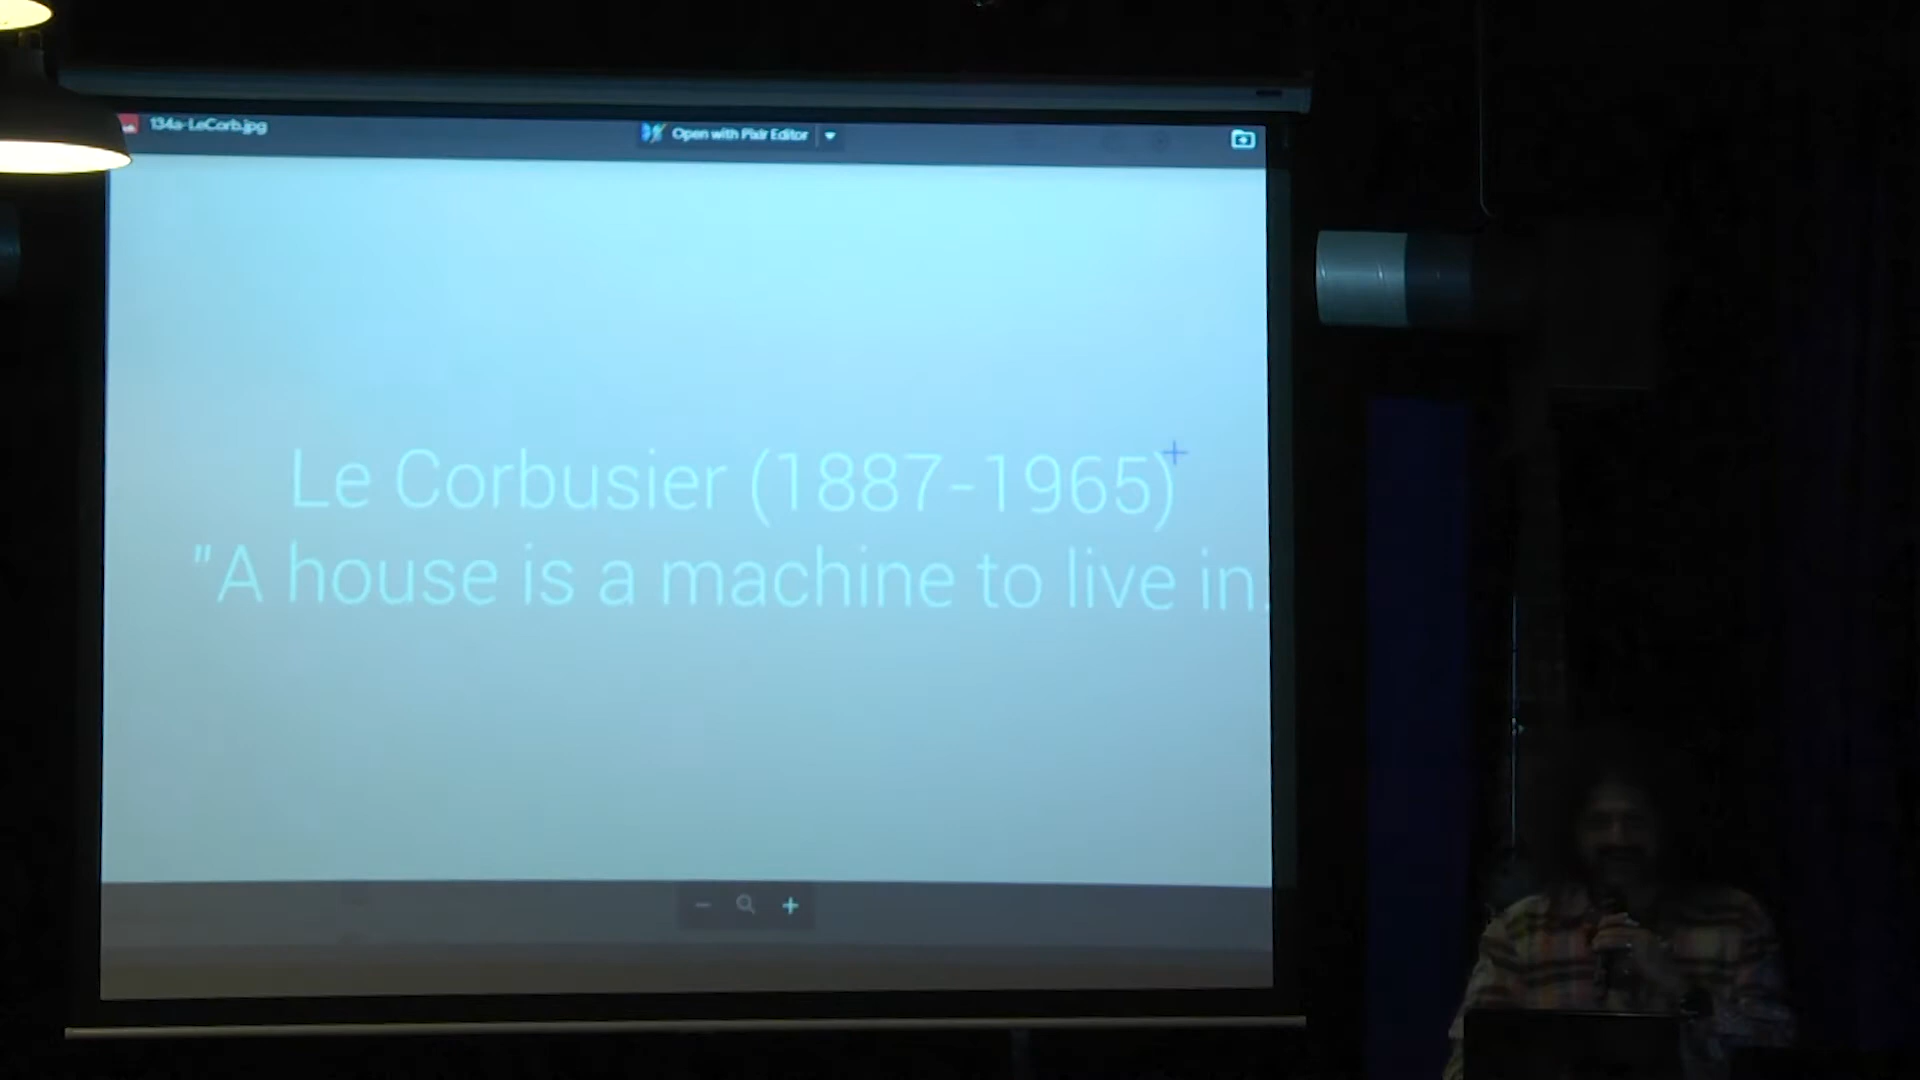 134a-LeCorb.jpg
Open with Pixlr Editor
Le Corbusier (1887-1965)
"A house is a machine to live in.